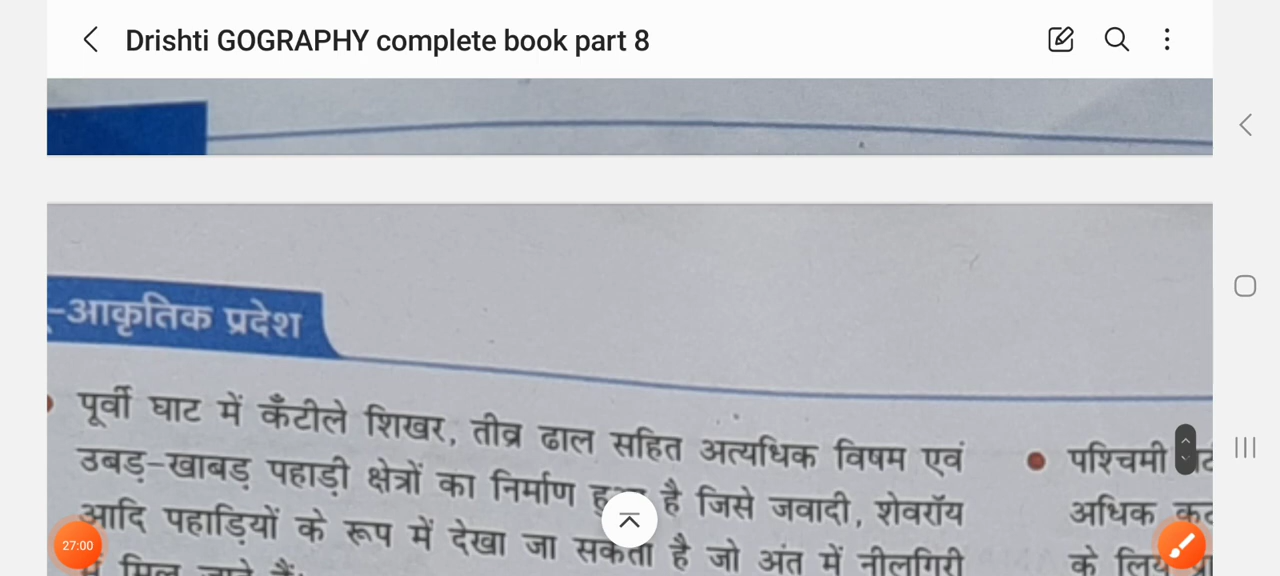 Drishti GOGRAPHY complete book part 8
-आकृतिक प्रदेश
पूर्वी घाट में कँटीले शिखर, तीव्र ढाल सहित अत्यधिक विषम एवं
उबड़-खाबड़ पहाड़ी क्षेत्रों का निर्माण हुआ है जिसे जवादी, शेवरॉय
आदि पहाड़ियों के रूप में देखा जा सकता है जो अंत में नीलगिरी
में मिल जाते हैं।
पश्चिमी
अधिक
के लिये
27:00